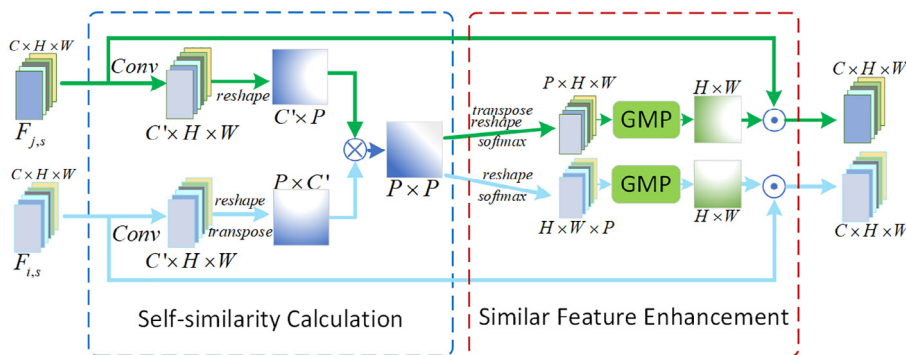 C×H×W
F_{j,s}
Conv
C'×H×W
reshape
C'×P
P×P
transpose
reshape
softmax
P×H×W
GMP
H×W
C×H×W
C×H×W
F_{i,s}
Conv
C'×H×W
reshape
transpose
P×C'
reshape
softmax
H×W×P
GMP
H×W
C×H×W
Self-similarity Calculation
Similar Feature Enhancement